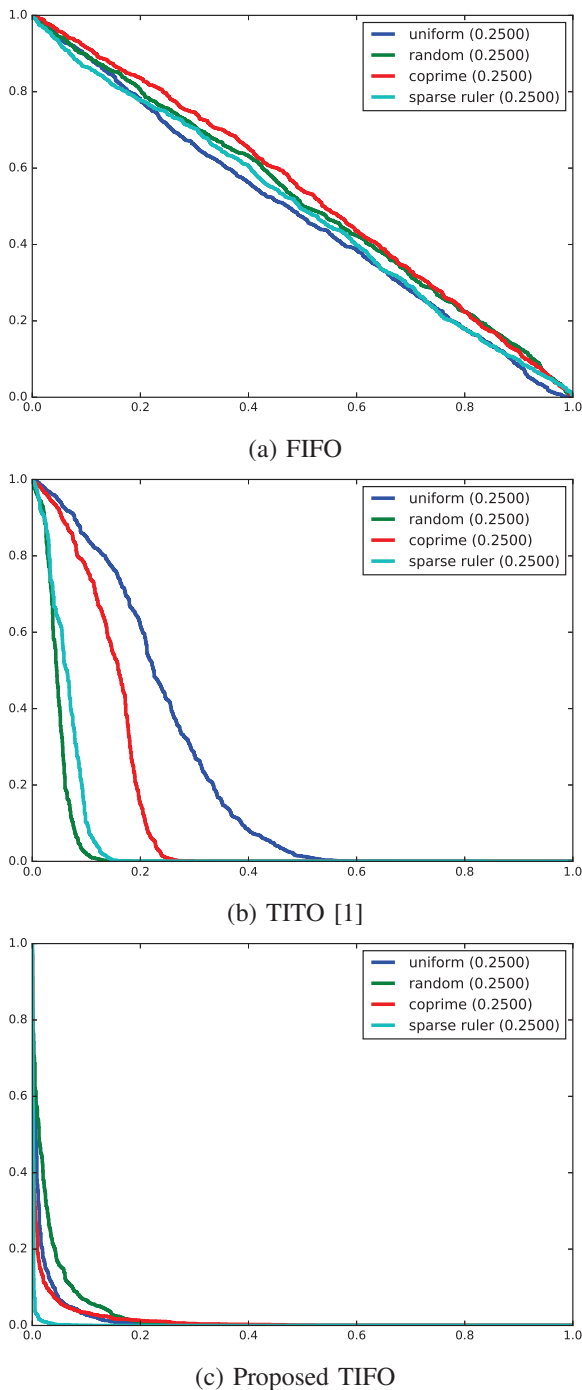 1.0
0.8
0.6
0.4
0.2
0.0
0.0 0.2 0.4 0.6 0.8 1.0
uniform (0.2500)
random (0.2500)
coprime (0.2500)
sparse ruler (0.2500)
(a) FIFO
1.0
0.8
0.6
0.4
0.2
0.0
0.0 0.2 0.4 0.6 0.8 1.0
uniform (0.2500)
random (0.2500)
coprime (0.2500)
sparse ruler (0.2500)
(b) TITO [1]
1.0
0.8
0.6
0.4
0.2
0.0
0.0 0.2 0.4 0.6 0.8 1.0
uniform (0.2500)
random (0.2500)
coprime (0.2500)
sparse ruler (0.2500)
(c) Proposed TIFO